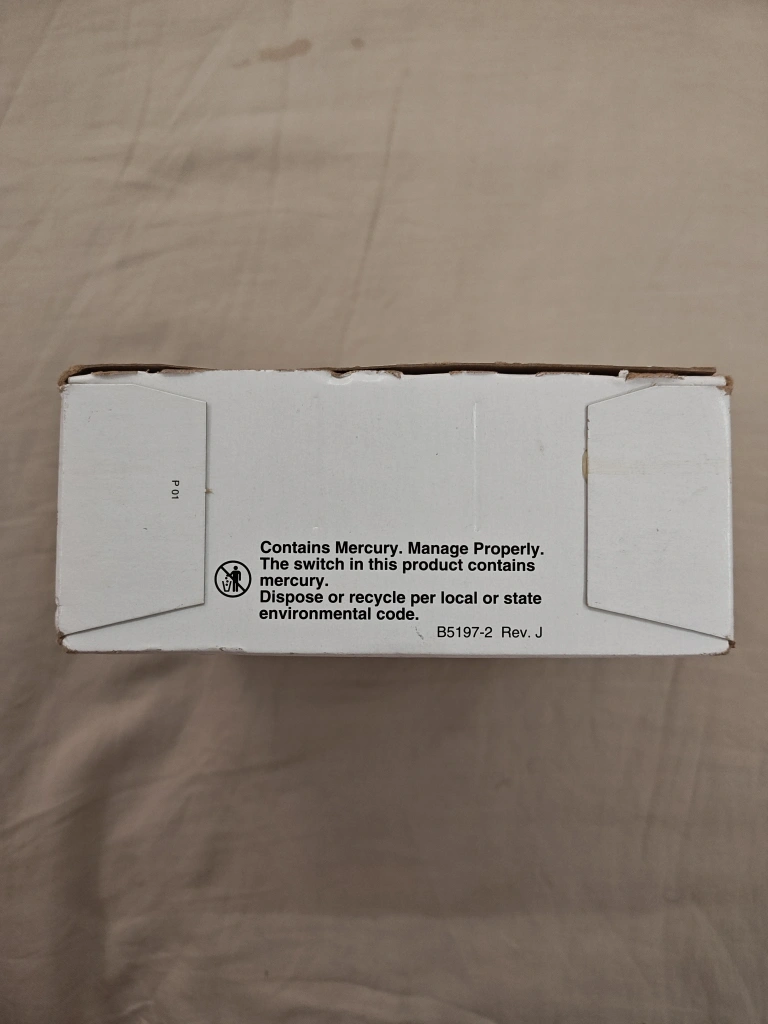 P 01
Contains Mercury. Manage Properly.
The switch in this product contains
mercury.
Dispose or recycle per local or state
environmental code.
B5197-2 Rev. J